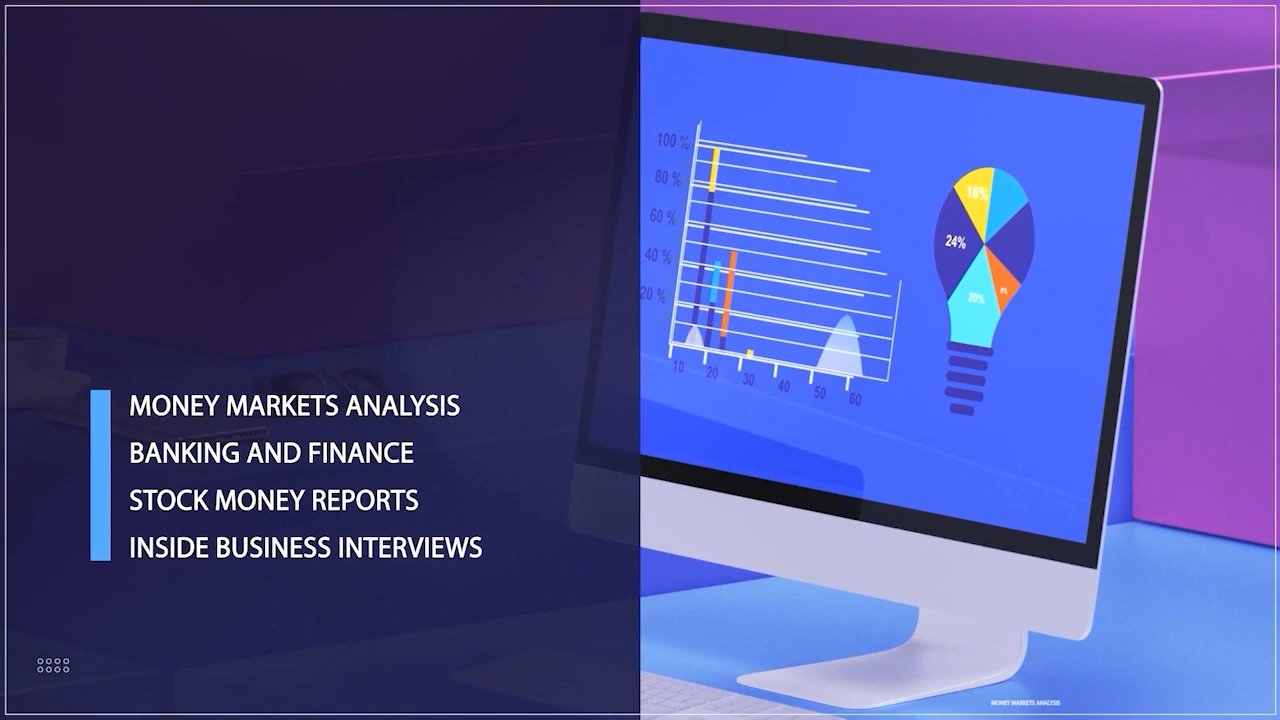 MONEY MARKETS ANALYSIS
BANKING AND FINANCE
STOCK MONEY REPORTS
INSIDE BUSINESS INTERVIEWS
100 %
80 %
60 %
40 %
20 %
10 20 30 40 50 60
16%
24%
20%
8%
MONEY MARKETS ANALYSIS